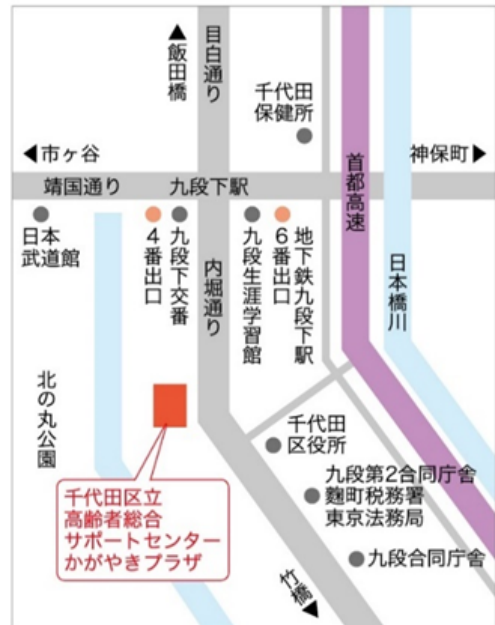 ▲飯田橋
目白通り
千代田
保健所
◀市ヶ谷
首都高速
神保町▶
靖国通り
九段下駅
日本
武道館
4番出口
九段下交番
内堀通り
九段生涯学習館
6番出口
地下鉄九段下駅
日本橋川
北の丸公園
千代田
区役所
千代田区立
高齢者総合
サポートセンター
かがやきプラザ
九段第2合同庁舎
麴町税務署
東京法務局
九段合同庁舎
竹橋▼